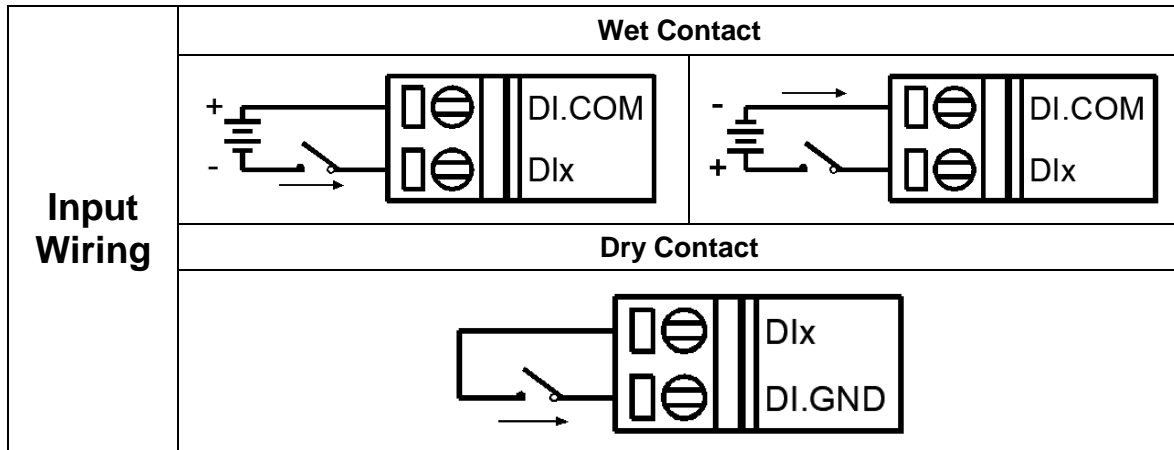 Input
Wiring
Wet Contact
+
-
DI.COM
DIx
-
+
DI.COM
DIx
Dry Contact
DIx
DI.GND